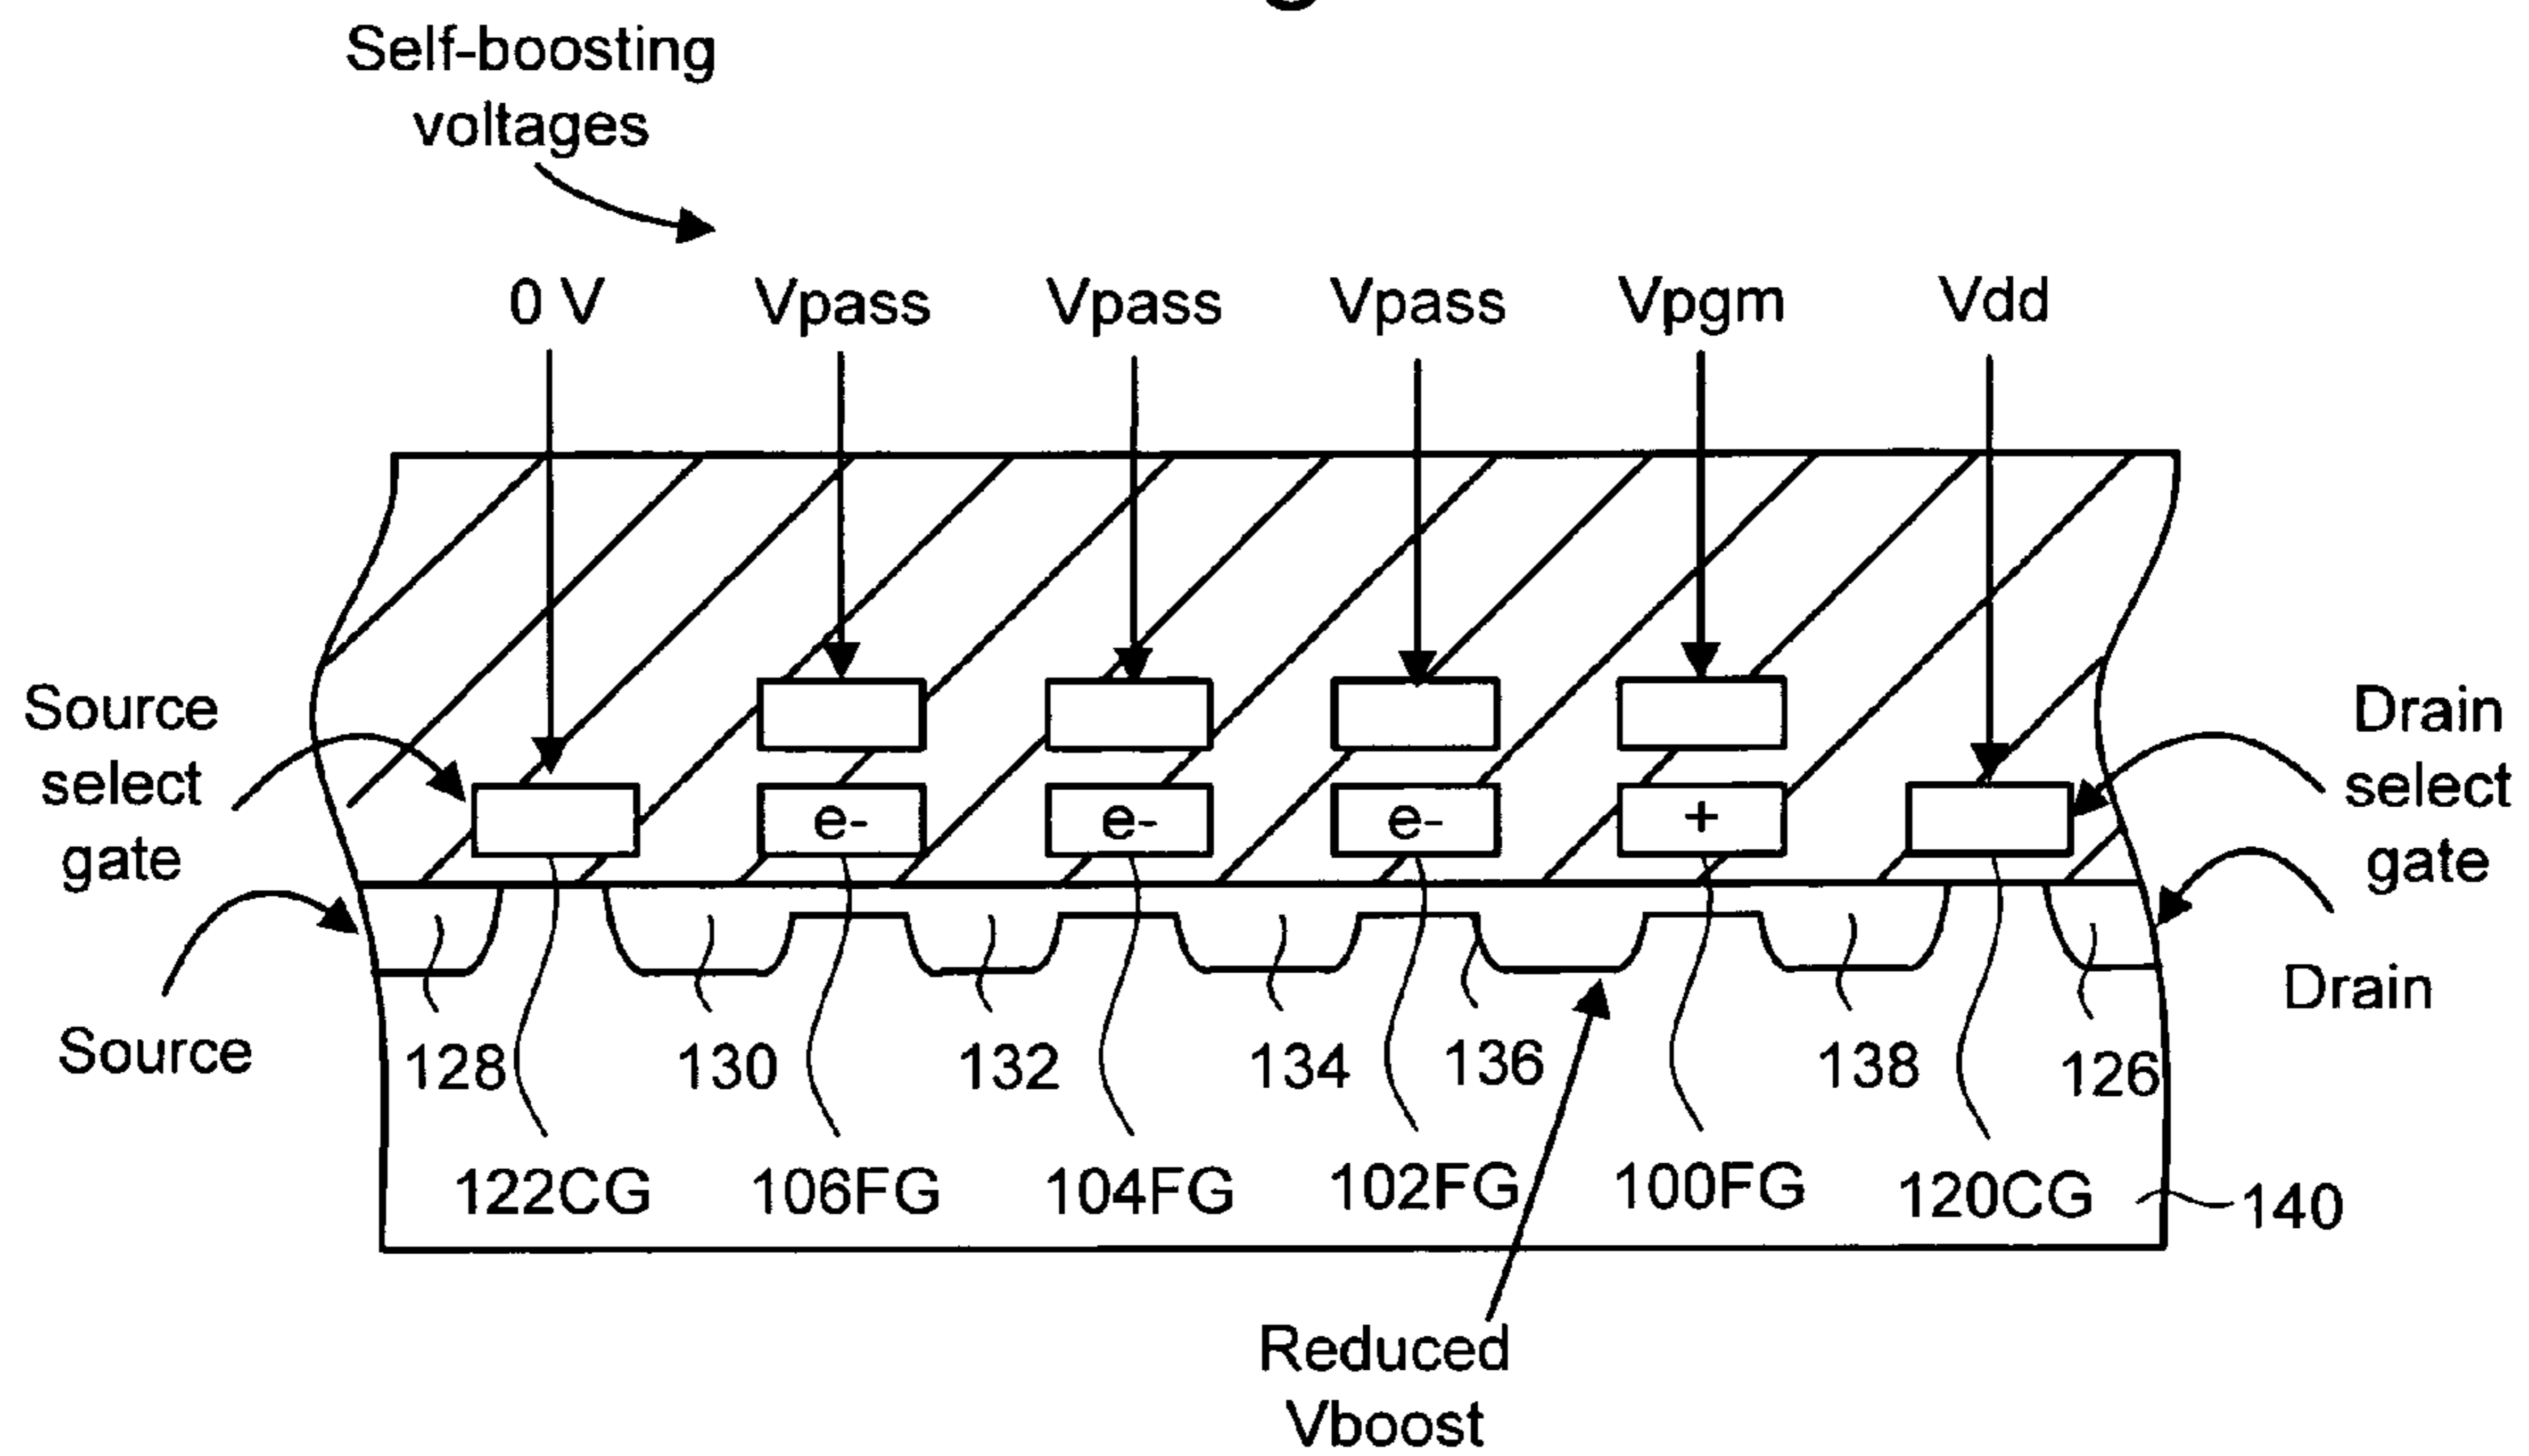 Self-boosting
voltages
0 V Vpass Vpass Vpass Vpgm Vdd
Source
select
gate
Drain
select
gate
e- e- e- +
Source
Drain
128 130 132 134 136 138 126
122CG 106FG 104FG 102FG 100FG 120CG 140
Reduced
Vboost